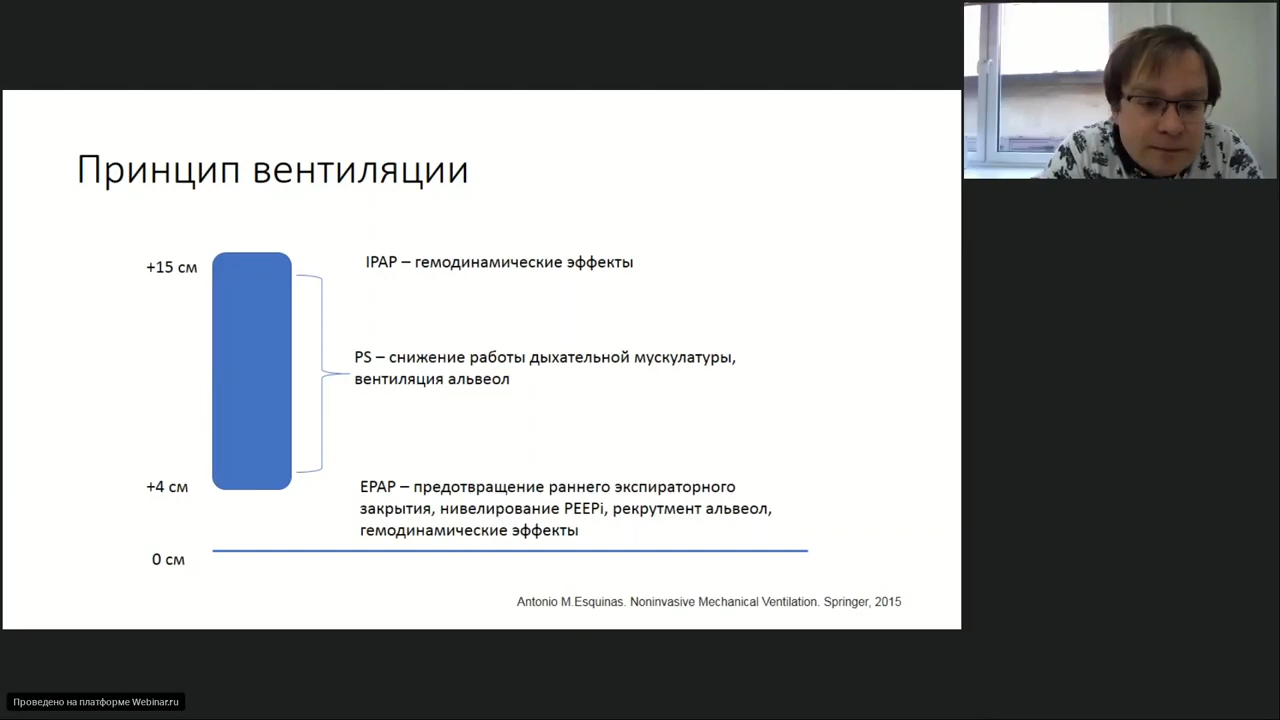 Принцип вентиляции
+15 см
IPAP – гемодинамические эффекты
PS – снижение работы дыхательной мускулатуры,
вентиляция альвеол
+4 см
EPAP – предотвращение раннего экспираторного
закрытия, нивелирование PEEPi, рекрутмент альвеол,
гемодинамические эффекты
0 см
Antonio M.Esquinas. Noninvasive Mechanical Ventilation. Springer, 2015
Проведено на платформе Webinar.ru